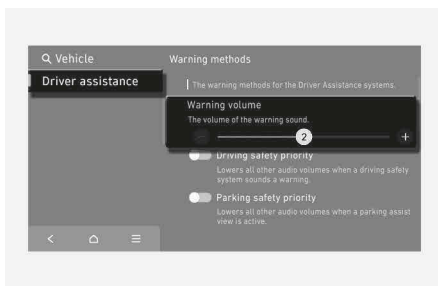 Vehicle
Warning methods
Driver assistance
The warning methods for the Driver Assistance systems.
Warning volume
The volume of the warning sound.
2
+
Driving safety priority
Lowers all other audio volumes when a driving safety
system sounds a warning.
Parking safety priority
Lowers all other audio volumes when a parking assist
view is active.